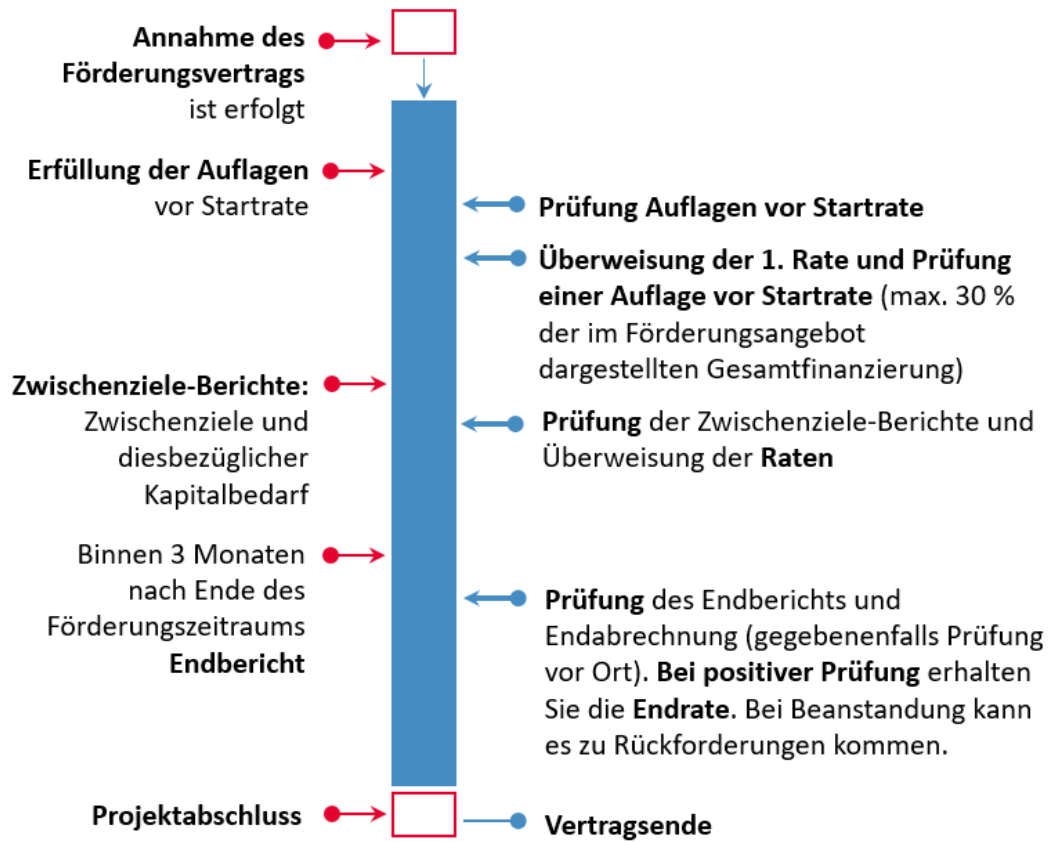 Annahme des
Förderungsvertrags
ist erfolgt
Erfüllung der Auflagen
vor Startrate
Prüfung Auflagen vor Startrate
Überweisung der 1. Rate und Prüfung
einer Auflage vor Startrate (max. 30 %
der im Förderungsangebot
dargestellten Gesamtfinanzierung)
Zwischenziele-Berichte:
Zwischenziele und
diesbezüglicher
Kapitalbedarf
Prüfung der Zwischenziele-Berichte und
Überweisung der Raten
Binnen 3 Monaten
nach Ende des
Förderungszeitraums
Endbericht
Prüfung des Endberichts und
Endabrechnung (gegebenenfalls Prüfung
vor Ort). Bei positiver Prüfung erhalten
Sie die Endrate. Bei Beanstandung kann
es zu Rückforderungen kommen.
Projektabschluss
Vertragsende